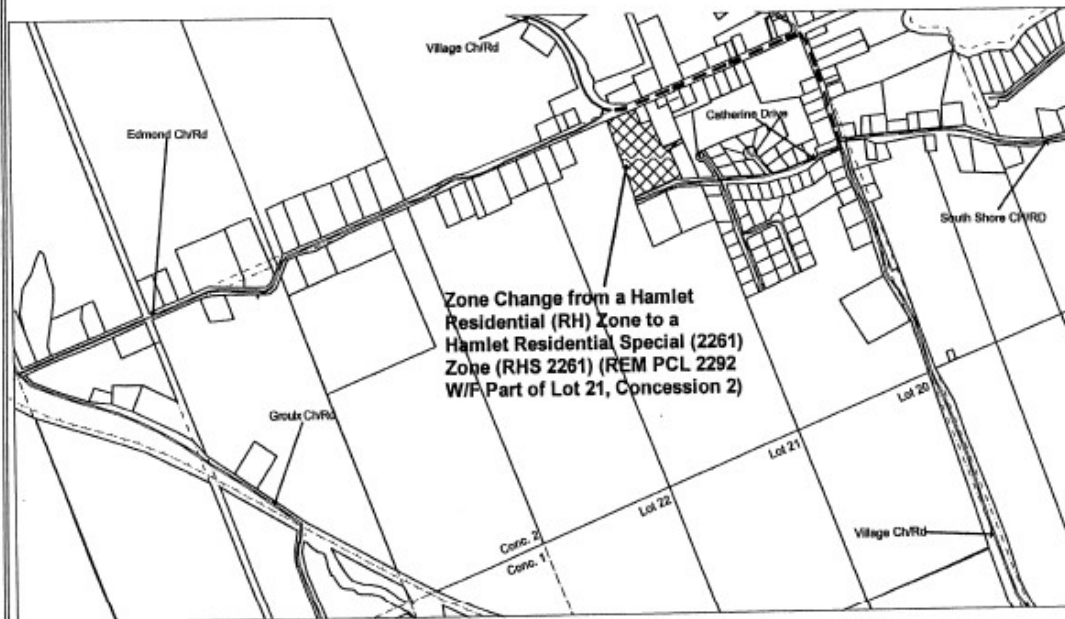 Village Ch/Rd
Edmond Ch/Rd
Catherine Drive
South Shore CH/RD
Zone Change from a Hamlet
Residential (RH) Zone to a
Hamlet Residential Special (2261)
Zone (RHS 2261) (REM PCL 2292
W/F Part of Lot 21, Concession 2)
Groulx Ch/Rd
Lot 20
Lot 21
Lot 22
Conc. 2
Conc. 1
Village Ch/Rd